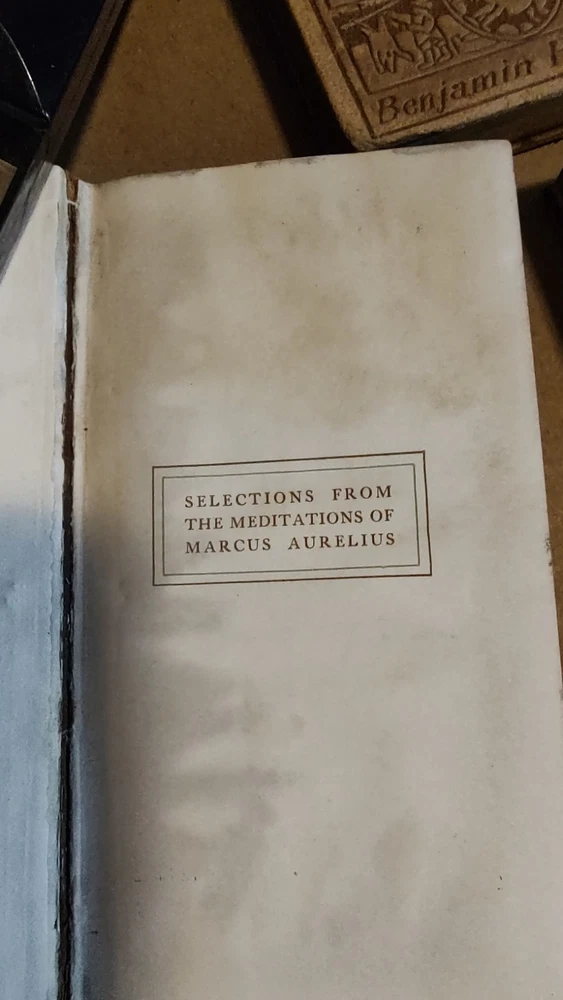 Benjamin
SELECTIONS FROM
THE MEDITATIONS OF
MARCUS AURELIUS